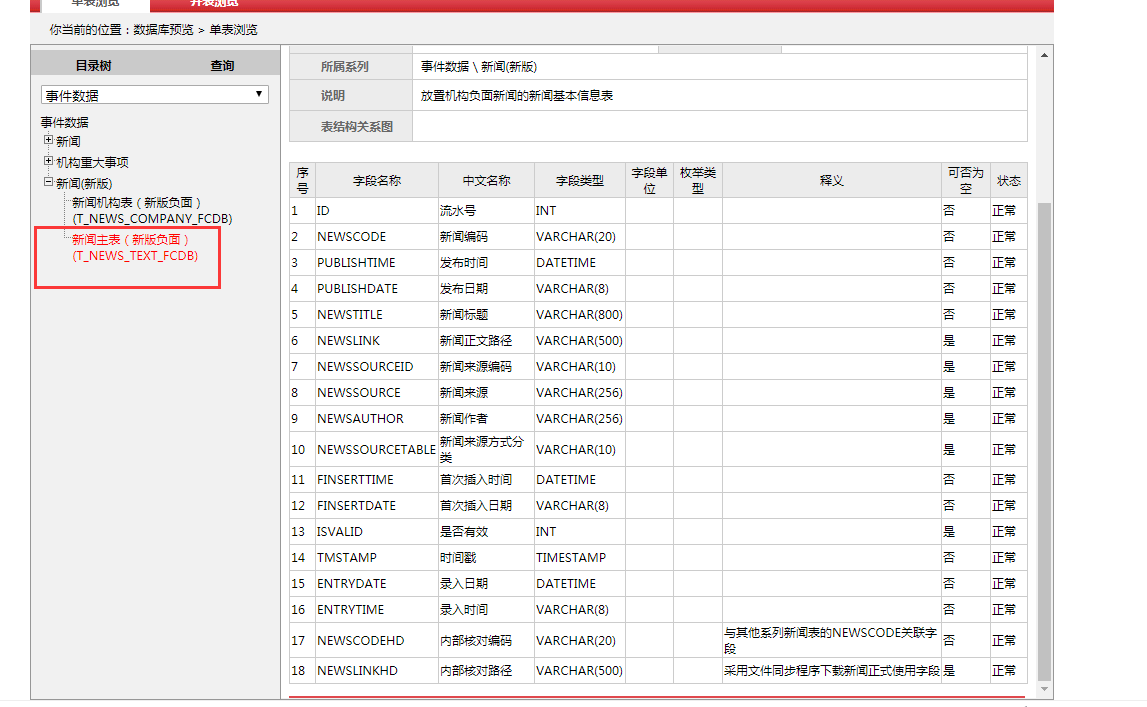 单表浏览 并表浏览
你当前的位置：数据库预览 > 单表浏览
目录树 查询
事件数据
事件数据
新闻
机构重大事项
新闻(新版)
新闻机构表（新版负面）
(T_NEWS_COMPANY_FCDB)
新闻主表（新版负面）
(T_NEWS_TEXT_FCDB)
所属系列 事件数据 \ 新闻(新版)
说明 放置机构负面新闻的新闻基本信息表
表结构关系图
序号 字段名称 中文名称 字段类型 字段单位 枚举类型 释义 可否为空 状态
1 ID 流水号 INT 否 正常
2 NEWSCODE 新闻编码 VARCHAR(20) 否 正常
3 PUBLISHTIME 发布时间 DATETIME 否 正常
4 PUBLISHDATE 发布日期 VARCHAR(8) 否 正常
5 NEWSTITLE 新闻标题 VARCHAR(800) 否 正常
6 NEWSLINK 新闻正文路径 VARCHAR(500) 是 正常
7 NEWSSOURCEID 新闻来源编码 VARCHAR(10) 是 正常
8 NEWSSOURCE 新闻来源 VARCHAR(256) 是 正常
9 NEWSAUTHOR 新闻作者 VARCHAR(256) 是 正常
10 NEWSSOURCETABLE 新闻来源方式分类 VARCHAR(10) 是 正常
11 FINSERTTIME 首次插入时间 DATETIME 否 正常
12 FINSERTDATE 首次插入日期 VARCHAR(8) 否 正常
13 ISVALID 是否有效 INT 是 正常
14 TMSTAMP 时间戳 TIMESTAMP 否 正常
15 ENTRYDATE 录入日期 DATETIME 否 正常
16 ENTRYTIME 录入时间 VARCHAR(8) 否 正常
17 NEWSCODEHD 内部核对编码 VARCHAR(20) 与其他系列新闻表的NEWSCODE关联字段 否 正常
18 NEWSLINKHD 内部核对路径 VARCHAR(500) 采用文件同步程序下载新闻正式使用字段 是 正常